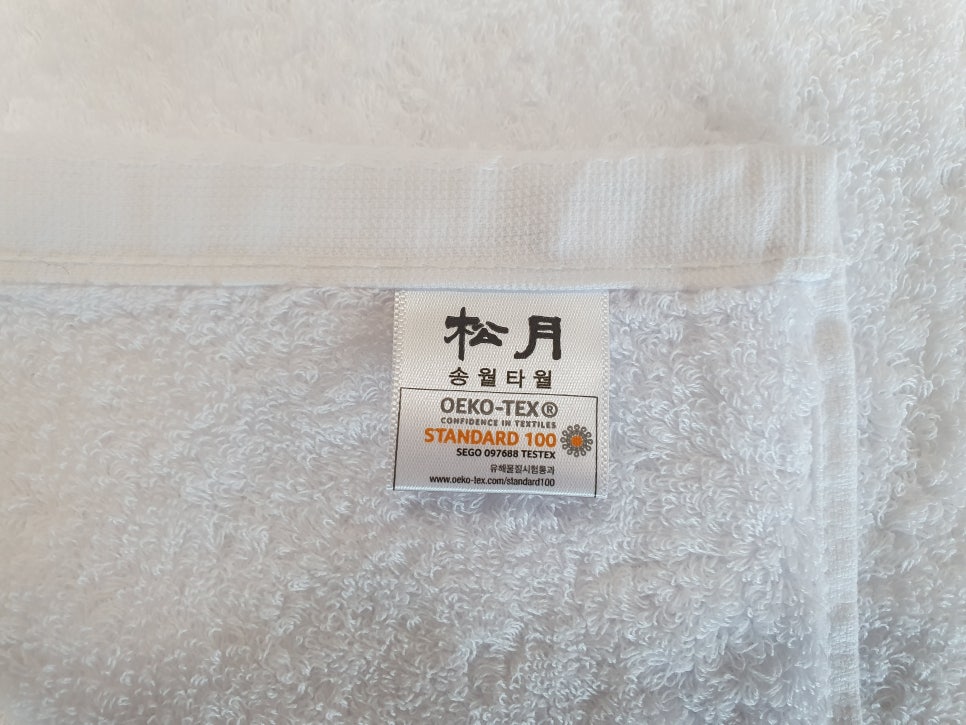 松月
송월타월
OEKO-TEX®
CONFIDENCE IN TEXTILES
STANDARD 100
SEGO 097688 TESTEX
유해물질시험통과
www.oeko-tex.com/standard100